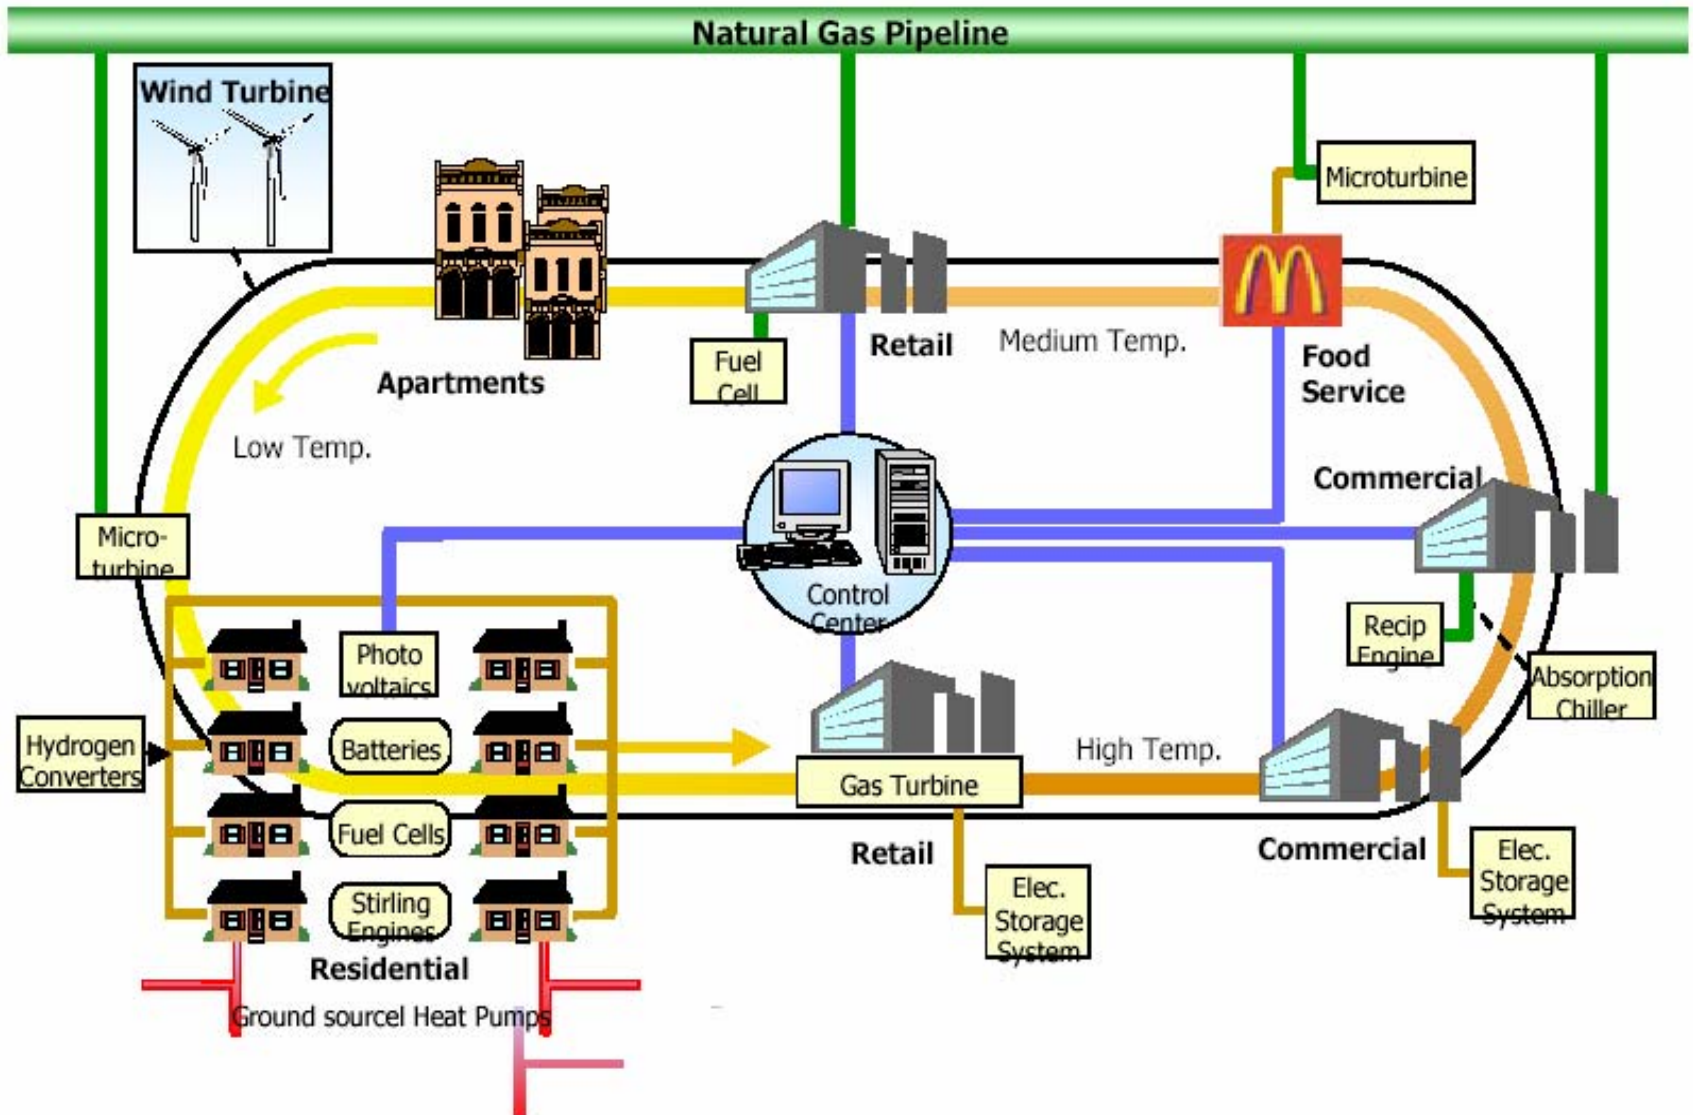 Natural Gas Pipeline
Wind Turbine
Microturbine
Retail
Medium Temp.
Fuel
Cell
Food
Service
Apartments
Low Temp.
Commercial
Micro-
turbine
Control
Center
Photo
voltaics
Recip
Engine
Absorption
Chiller
Hydrogen
Converters
Batteries
High Temp.
Gas Turbine
Fuel Cells
Retail
Commercial
Elec.
Storage
System
Elec.
Storage
System
Stirling
Engines
Residential
Ground sourcel Heat Pumps